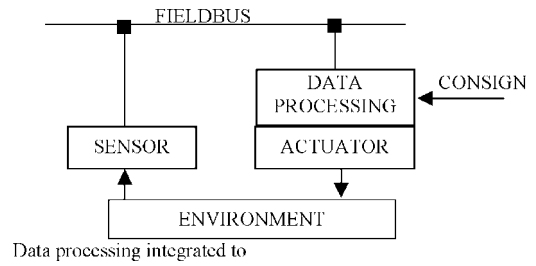 FIELDBUS
DATA
PROCESSING
CONSIGN
SENSOR
ACTUATOR
ENVIRONMENT
Data processing integrated to